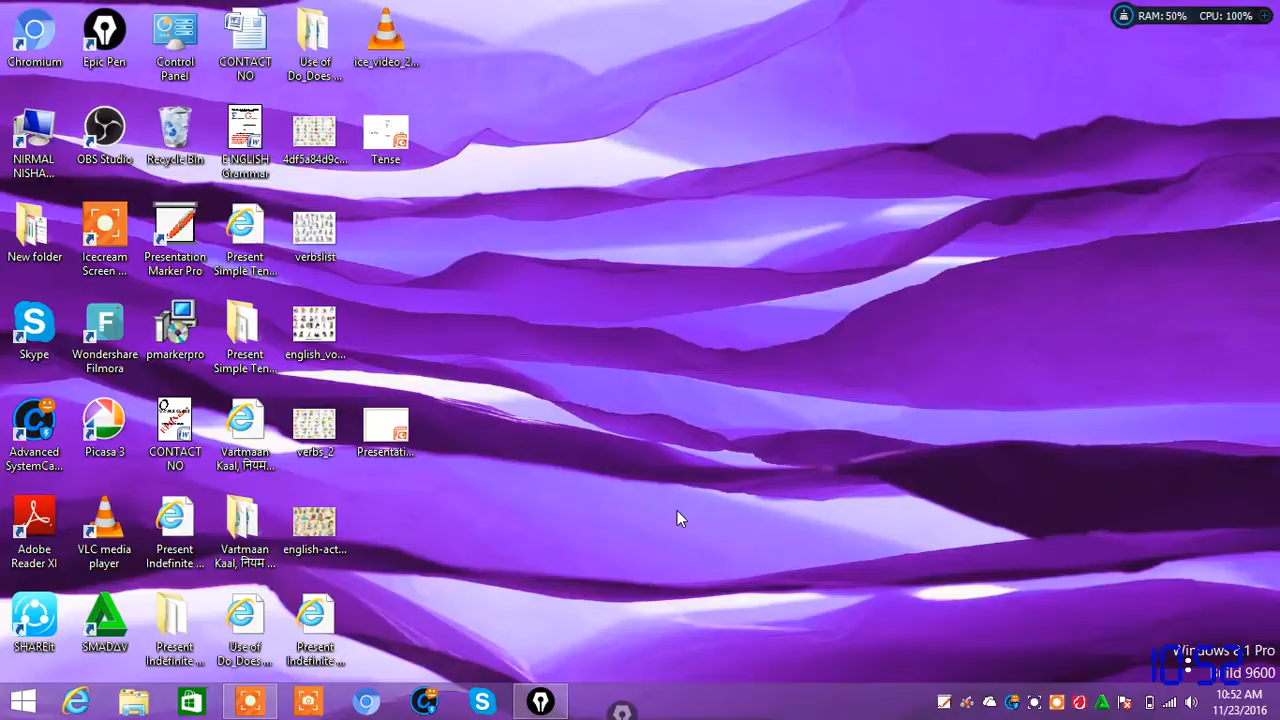 RAM: 50% CPU: 100%
Chromium
Epic Pen
Control
Panel
CONTACT
NO
Use of
Do_Does....
ice_video_2...
NIRMAL
NISHA...
OBS Studio
Recycle Bin
ENGLISH
Grammar
4df5a84d9c...
Tense
New folder
Icecream
Screen ...
Presentation
Marker Pro
Present
Simple Ten...
verbslist
Skype
Wondershare
Filmora
pmarkerpro
Present
Simple Ten...
english_vo...
Advanced
SystemCa...
Picasa 3
CONTACT
NO
Vartmaan
Kaal, नियम...
verbs_2
Presentati...
Adobe
Reader XI
VLC media
player
Present
Indefinite ...
Vartmaan
Kaal, नियम ...
english-act...
SHAREit
SMADAV
Present
Indefinite ...
Use of
Do_Does....
Present
Indefinite ...
10:52
Build 9600
10:52 AM
11/23/2016